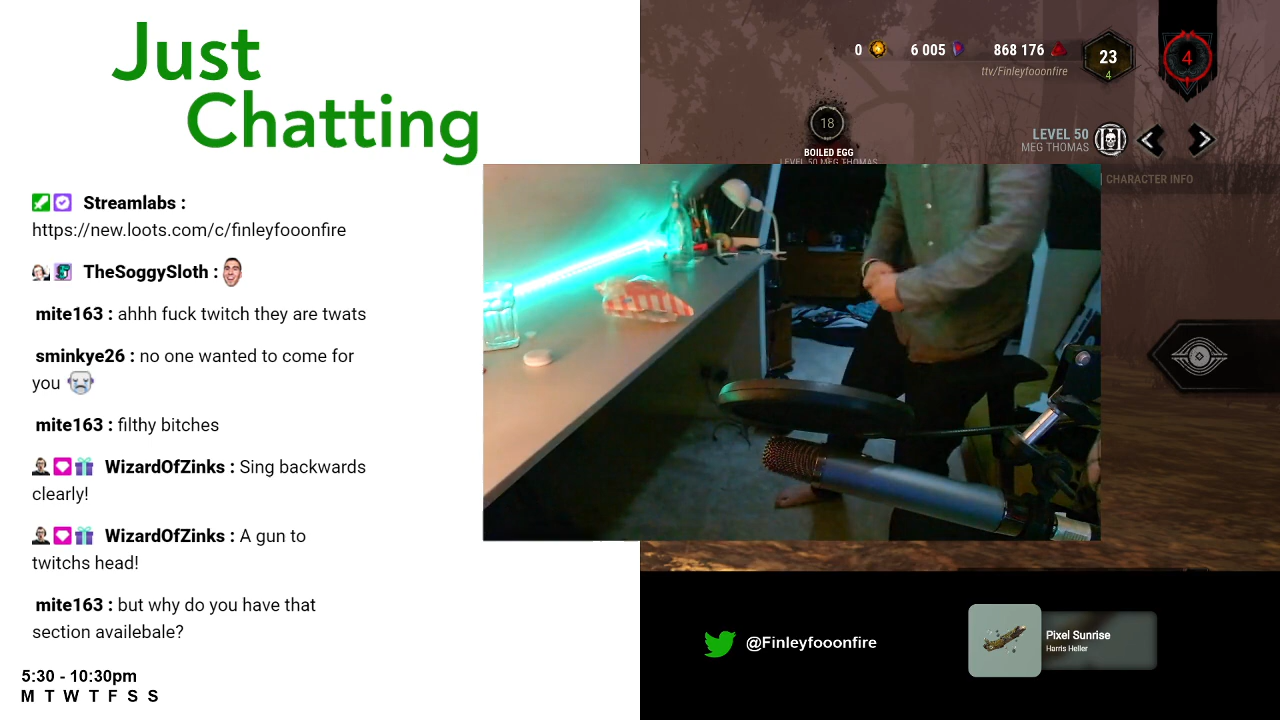 Just
Chatting
Streamlabs :
https://new.loots.com/c/finleyfooonfire
TheSoggySloth :
mite163 : ahhh fuck twitch they are twats
sminkye26 : no one wanted to come for
you
mite163 : filthy bitches
WizardOfZinks : Sing backwards
clearly!
WizardOfZinks : A gun to
twitchs head!
mite163 : but why do you have that
section availebale?
5:30 - 10:30pm
M T W T F S S
0 6 005 868 176 23 4
4
ttv/Finleyfooonfire
18
BOILED EGG
LEVEL 50 MEG THOMAS
LEVEL 50
MEG THOMAS
CHARACTER INFO
@Finleyfooonfire
Pixel Sunrise
Harris Heller